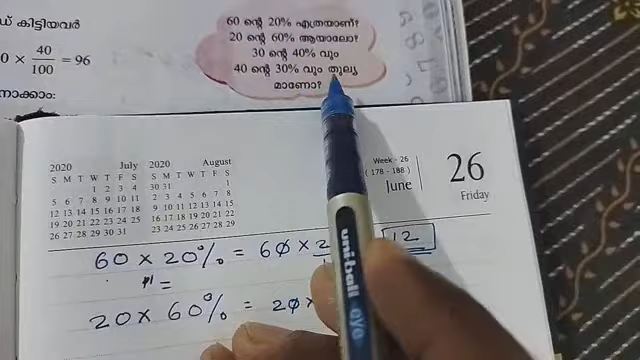 ഡ് കിട്ടിയവർ
0 × 40/100 = 96
നോക്കാം:
60 ന്റെ 20% എത്രയാണ്?
20 ന്റെ 60% ആയാലോ?
30 ന്റെ 40% വും
40 ന്റെ 30% വും തുല്യ
മാണോ?
2020 July
S M T W T F S
1 2 3 4
5 6 7 8 9 10 11
12 13 14 15 16 17 18
19 20 21 22 23 24 25
26 27 28 29 30 31
2020 August
S M T W T F S
30 31 1
2 3 4 5 6 7 8
9 10 11 12 13 14 15
16 17 18 19 20 21 22
23 24 25 26 27 28 29
Week - 26
( 178 - 188 )
June
26
Friday
60 × 20% = 60 × 2 12
=
20 × 60% = 20 ×
uniball
eye